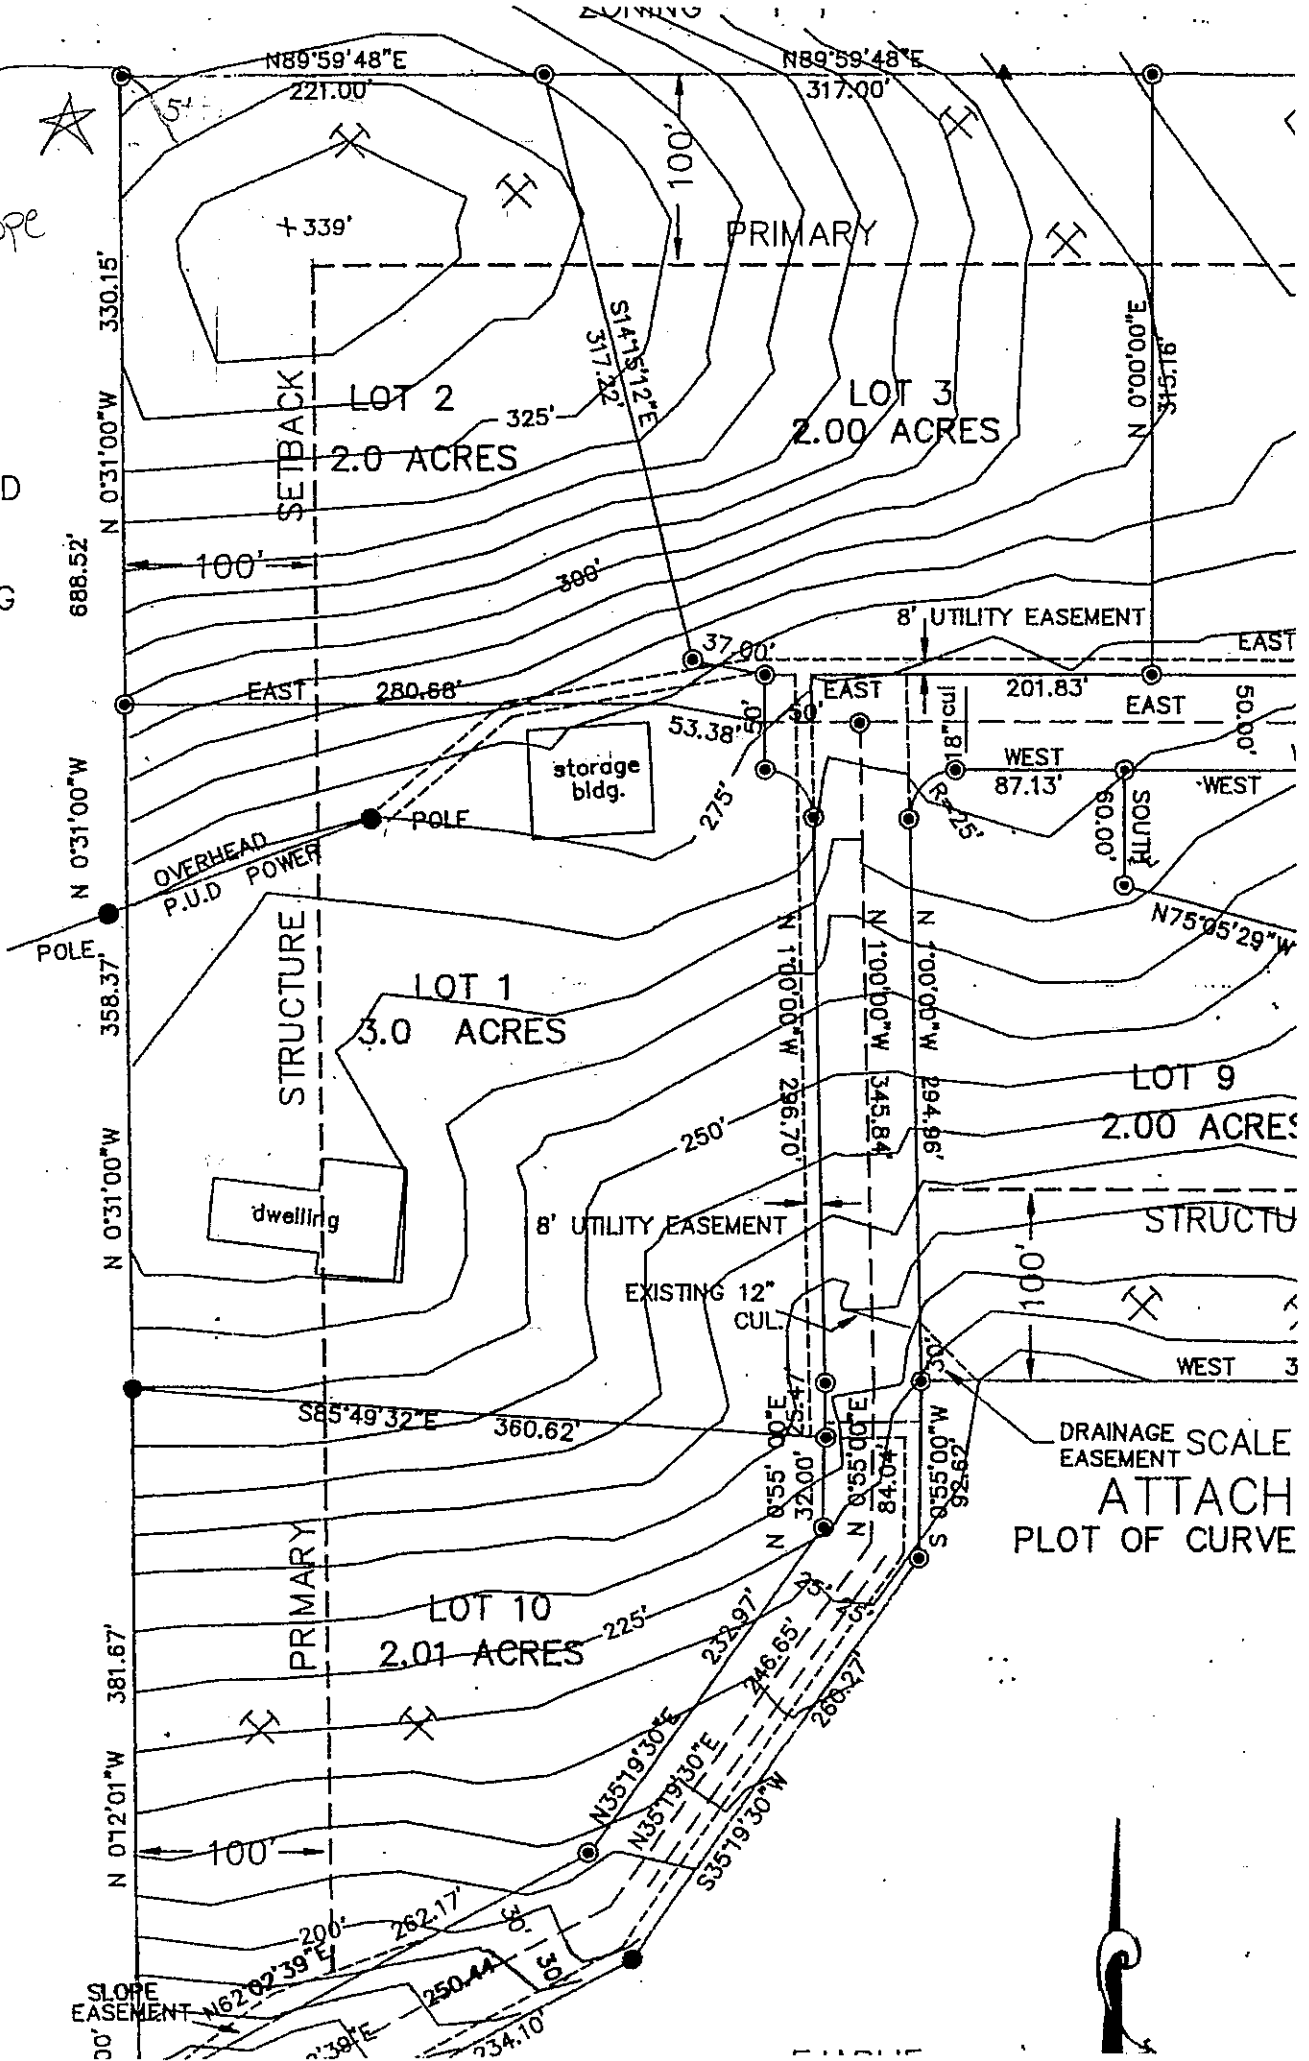 ZONING
N89°59'48"E
221.00'
N89°59'48"E
317.00'
5'
100'
+339'
PRIMARY
330.15'
S14°15'12"E
317.22'
N 0°0'00"E
315.16'
SETBACK
LOT 2
2.0 ACRES
325'
LOT 3
2.00 ACRES
N 0°31'00"W
D
688.52'
100'
300'
G
8' UTILITY EASEMENT
37.00'
EAST
EAST
280.68'
EAST
201.83'
EAST
50'
50'
53.38'
18" cul
50.00'
storage
bldg.
WEST
87.13'
WEST
275'
R=25'
SOUTH
60.00'
N 0°31'00"W
POLE
OVERHEAD
P.U.D POWER
POLE
N75°05'29"W
358.37'
STRUCTURE
LOT 1
3.0 ACRES
N 1°00'00"W 296.70'
N 1°00'00"W 345.84'
N 1°00'00"W 294.96'
LOT 9
2.00 ACRES
250'
N 0°31'00"W
dwelling
8' UTILITY EASEMENT
STRUCTU
100'
EXISTING 12"
CUL.
30'
WEST 3
S85°49'32"E
360.62'
N 0°55'00"E
32.00'
N 0°55'00"E
84.04'
S 0°55'00"W
92.62'
DRAINAGE
EASEMENT
SCALE
ATTACH
PLOT OF CURVE
PRIMARY
LOT 10
2.01 ACRES
225'
25'
232.97'
246.65'
260.27'
381.67'
N35°19'30"E
N35°19'30"E
S35°19'30"W
N 0°12'01"W
100'
200'
262.17'
30'
30'
N62°02'39"E
250.44'
SLOPE
EASEMENT
2'39"E
234.10'
00'